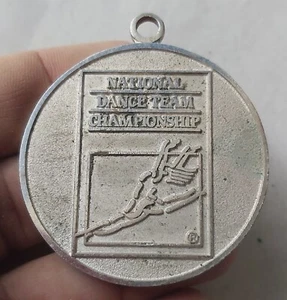 NATIONAL
DANCE TEAM
CHAMPIONSHIP
®